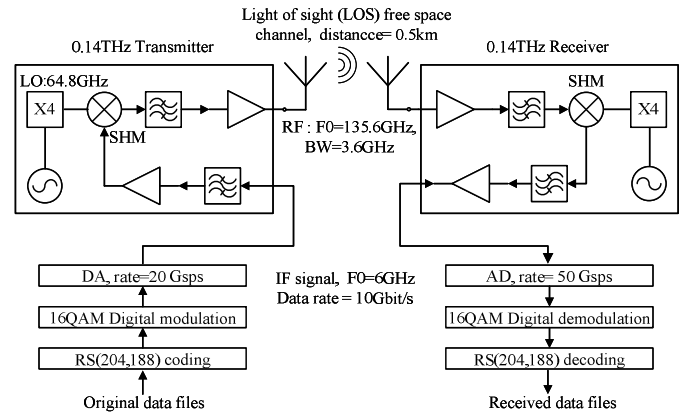 Light of sight (LOS) free space
channel, distancce= 0.5km
0.14THz Transmitter
0.14THz Receiver
LO:64.8GHz
X4
SHM
SHM
X4
RF : F0=135.6GHz,
BW=3.6GHz
DA, rate=20 Gsps
16QAM Digital modulation
RS(204,188) coding
Original data files
IF signal, F0=6GHz
Data rate = 10Gbit/s
AD, rate= 50 Gsps
16QAM Digital demodulation
RS(204,188) decoding
Received data files